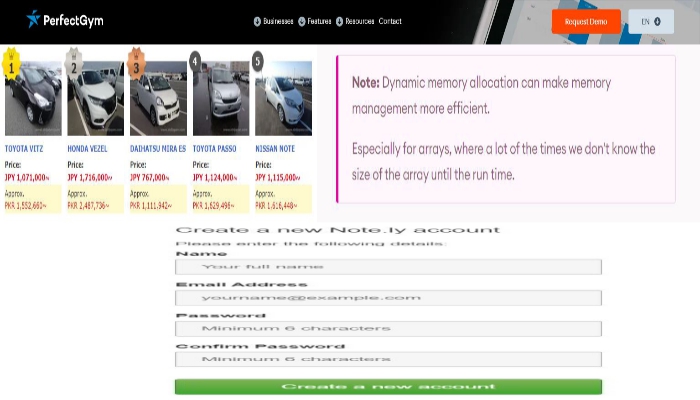 PerfectGym
Businesses Features Resources Contact
Request Demo
EN
1 2 3 4 5
TOYOTA VITZ HONDA VEZEL DAIHATSU MIRA ES TOYOTA PASSO NISSAN NOTE
Price: Price: Price: Price: Price:
JPY 1,071,000~ JPY 1,716,000~ JPY 767,000~ JPY 1,124,000~ JPY 1,115,000~
Approx. Approx. Approx. Approx. Approx.
PKR 1,552,662~ PKR 2,487,736~ PKR 1,111,942~ PKR 1,629,496~ PKR 1,616,448~
Note: Dynamic memory allocation can make memory
management more efficient.
Especially for arrays, where a lot of the times we don't know the
size of the array until the run time.
Create a new Note.ly account
Please enter the following details:
Name
Your full name
Email Address
yourname@example.com
Password
Minimum 6 characters
Confirm Password
Minimum 6 characters
Create a new account